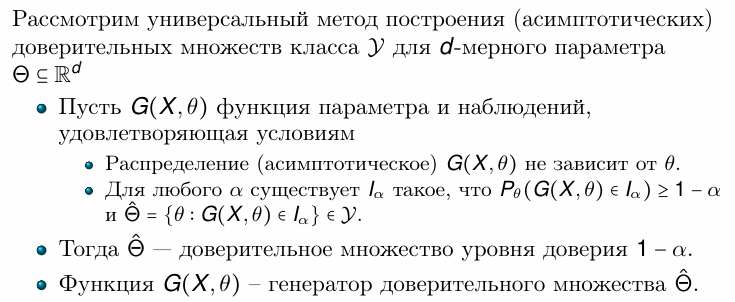 Рассмотрим универсальный метод построения (асимптотических)
доверительных множеств класса 𝒴 для d-мерного параметра
Θ ⊆ ℝᵈ
Пусть G(X, θ) функция параметра и наблюдений,
удовлетворяющая условиям
Распределение (асимптотическое) G(X, θ) не зависит от θ.
Для любого α существует I_α такое, что P_θ(G(X, θ) ∈ I_α) ≥ 1 − α
и Θ̂ = {θ : G(X, θ) ∈ I_α} ∈ 𝒴.
Тогда Θ̂ — доверительное множество уровня доверия 1 − α.
Функция G(X, θ) – генератор доверительного множества Θ̂.